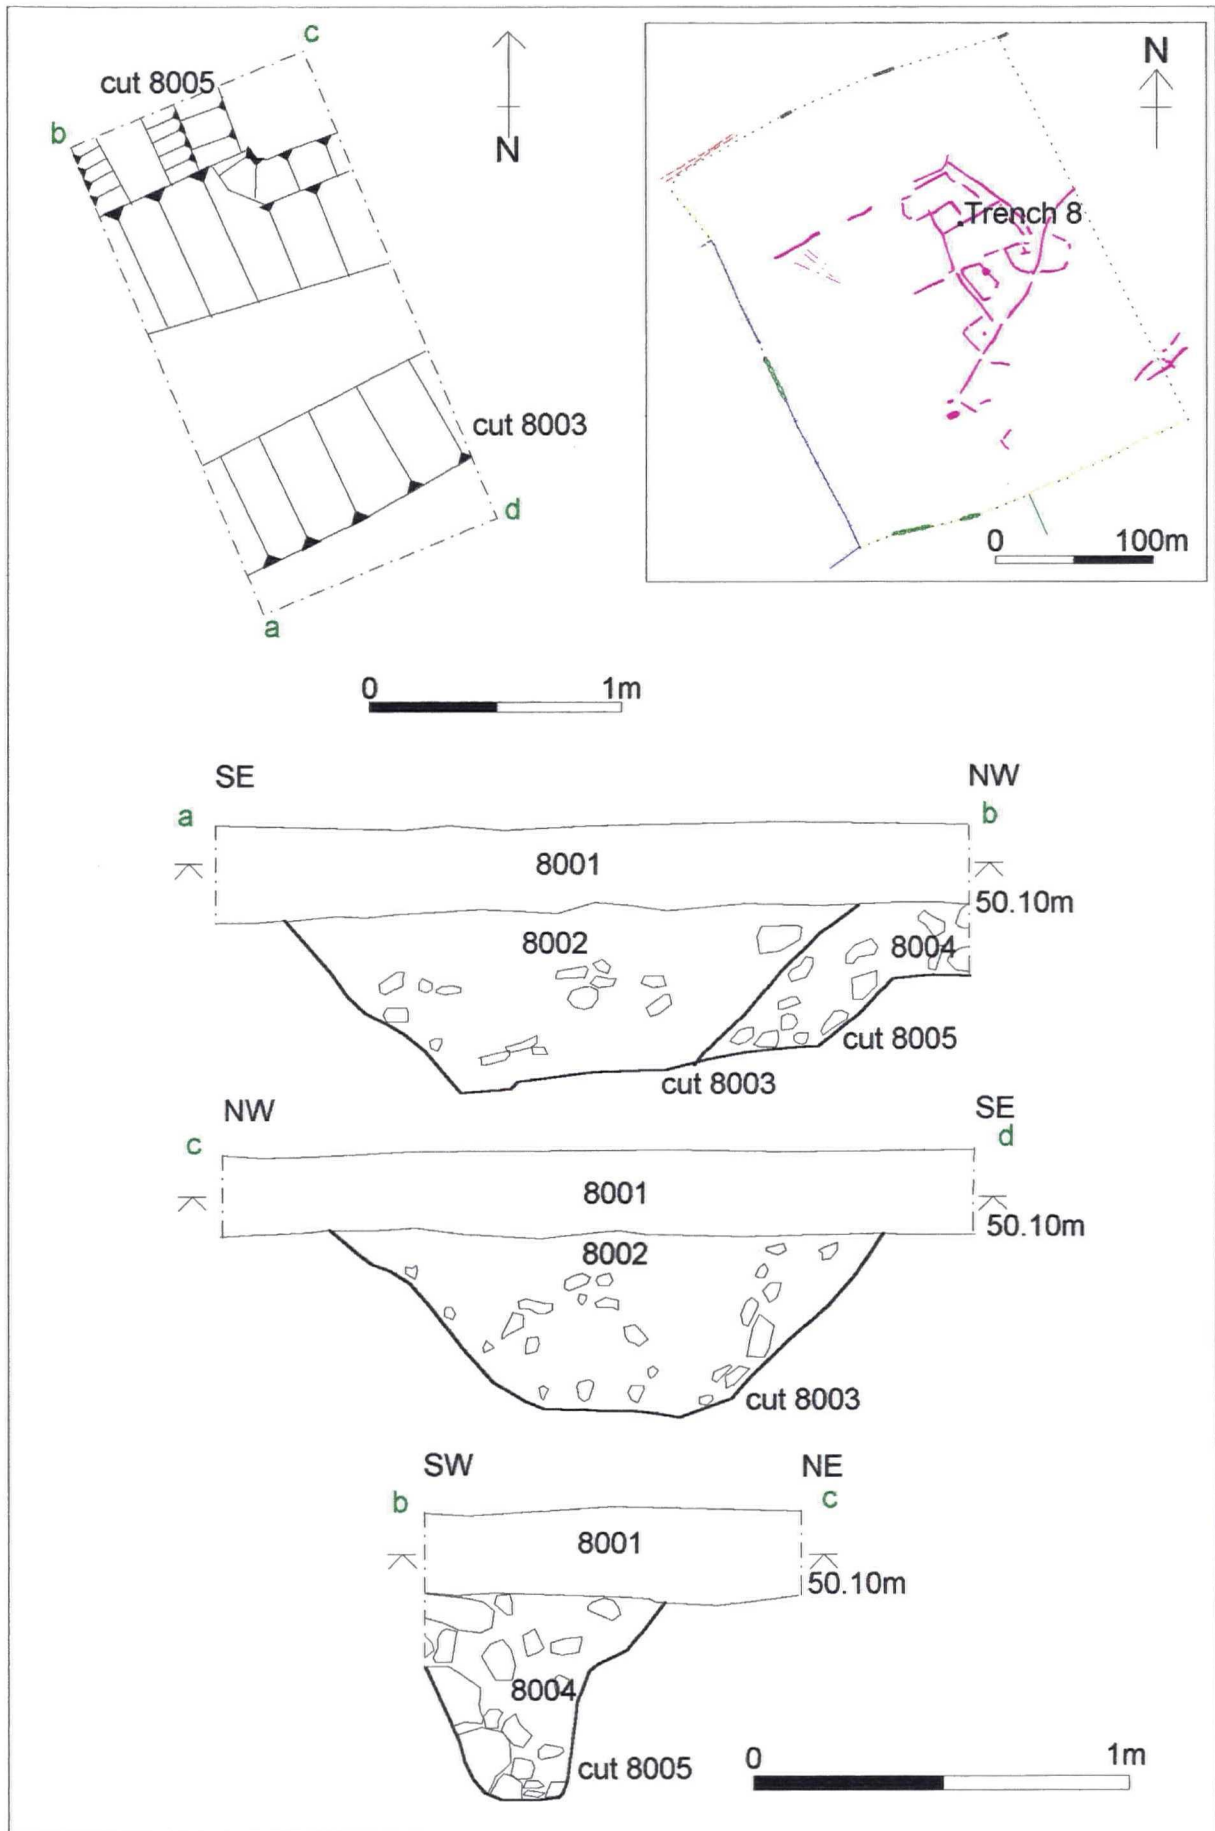 c
cut 8005
b
N
cut 8003
d
a
0 1m
N
Trench 8
0 100m
SE NW
a b
8001
50.10m
8002 8004
cut 8005
cut 8003
NW SE
c d
8001
50.10m
8002
cut 8003
SW NE
b c
8001
50.10m
8004
cut 8005
0 1m